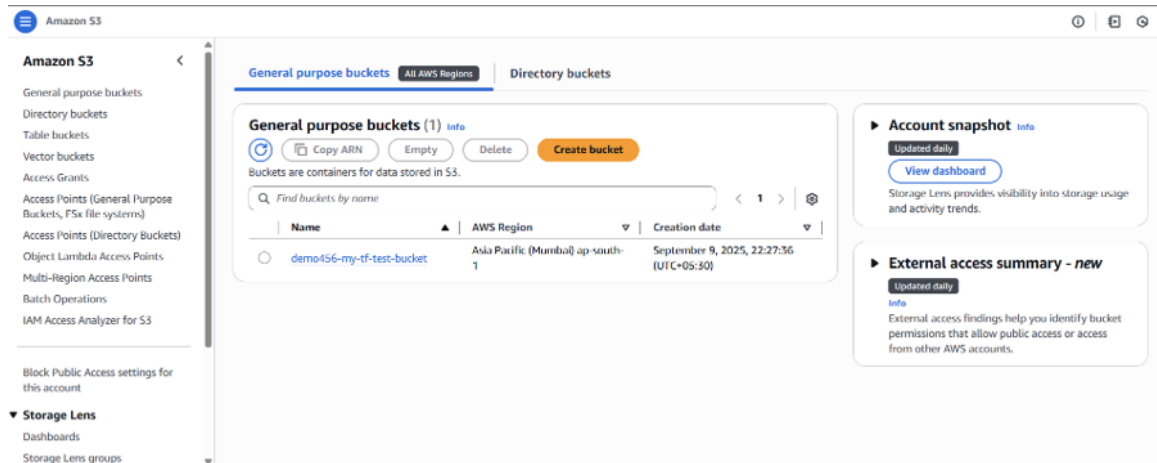 Amazon S3
Amazon S3
General purpose buckets
Directory buckets
Table buckets
Vector buckets
Access Grants
Access Points (General Purpose
Buckets, FSx file systems)
Access Points (Directory Buckets)
Object Lambda Access Points
Multi-Region Access Points
Batch Operations
IAM Access Analyzer for S3
Block Public Access settings for
this account
Storage Lens
Dashboards
Storage Lens groups
General purpose buckets All AWS Regions Directory buckets
General purpose buckets (1) Info
Copy ARN Empty Delete Create bucket
Buckets are containers for data stored in S3.
Find buckets by name 1
Name AWS Region Creation date
demo456-my-tf-test-bucket Asia Pacific (Mumbai) ap-south-
1 September 9, 2025, 22:27:36
(UTC+05:30)
Account snapshot Info
Updated daily
View dashboard
Storage Lens provides visibility into storage usage
and activity trends.
External access summary - new
Updated daily
Info
External access findings help you identify bucket
permissions that allow public access or access
from other AWS accounts.